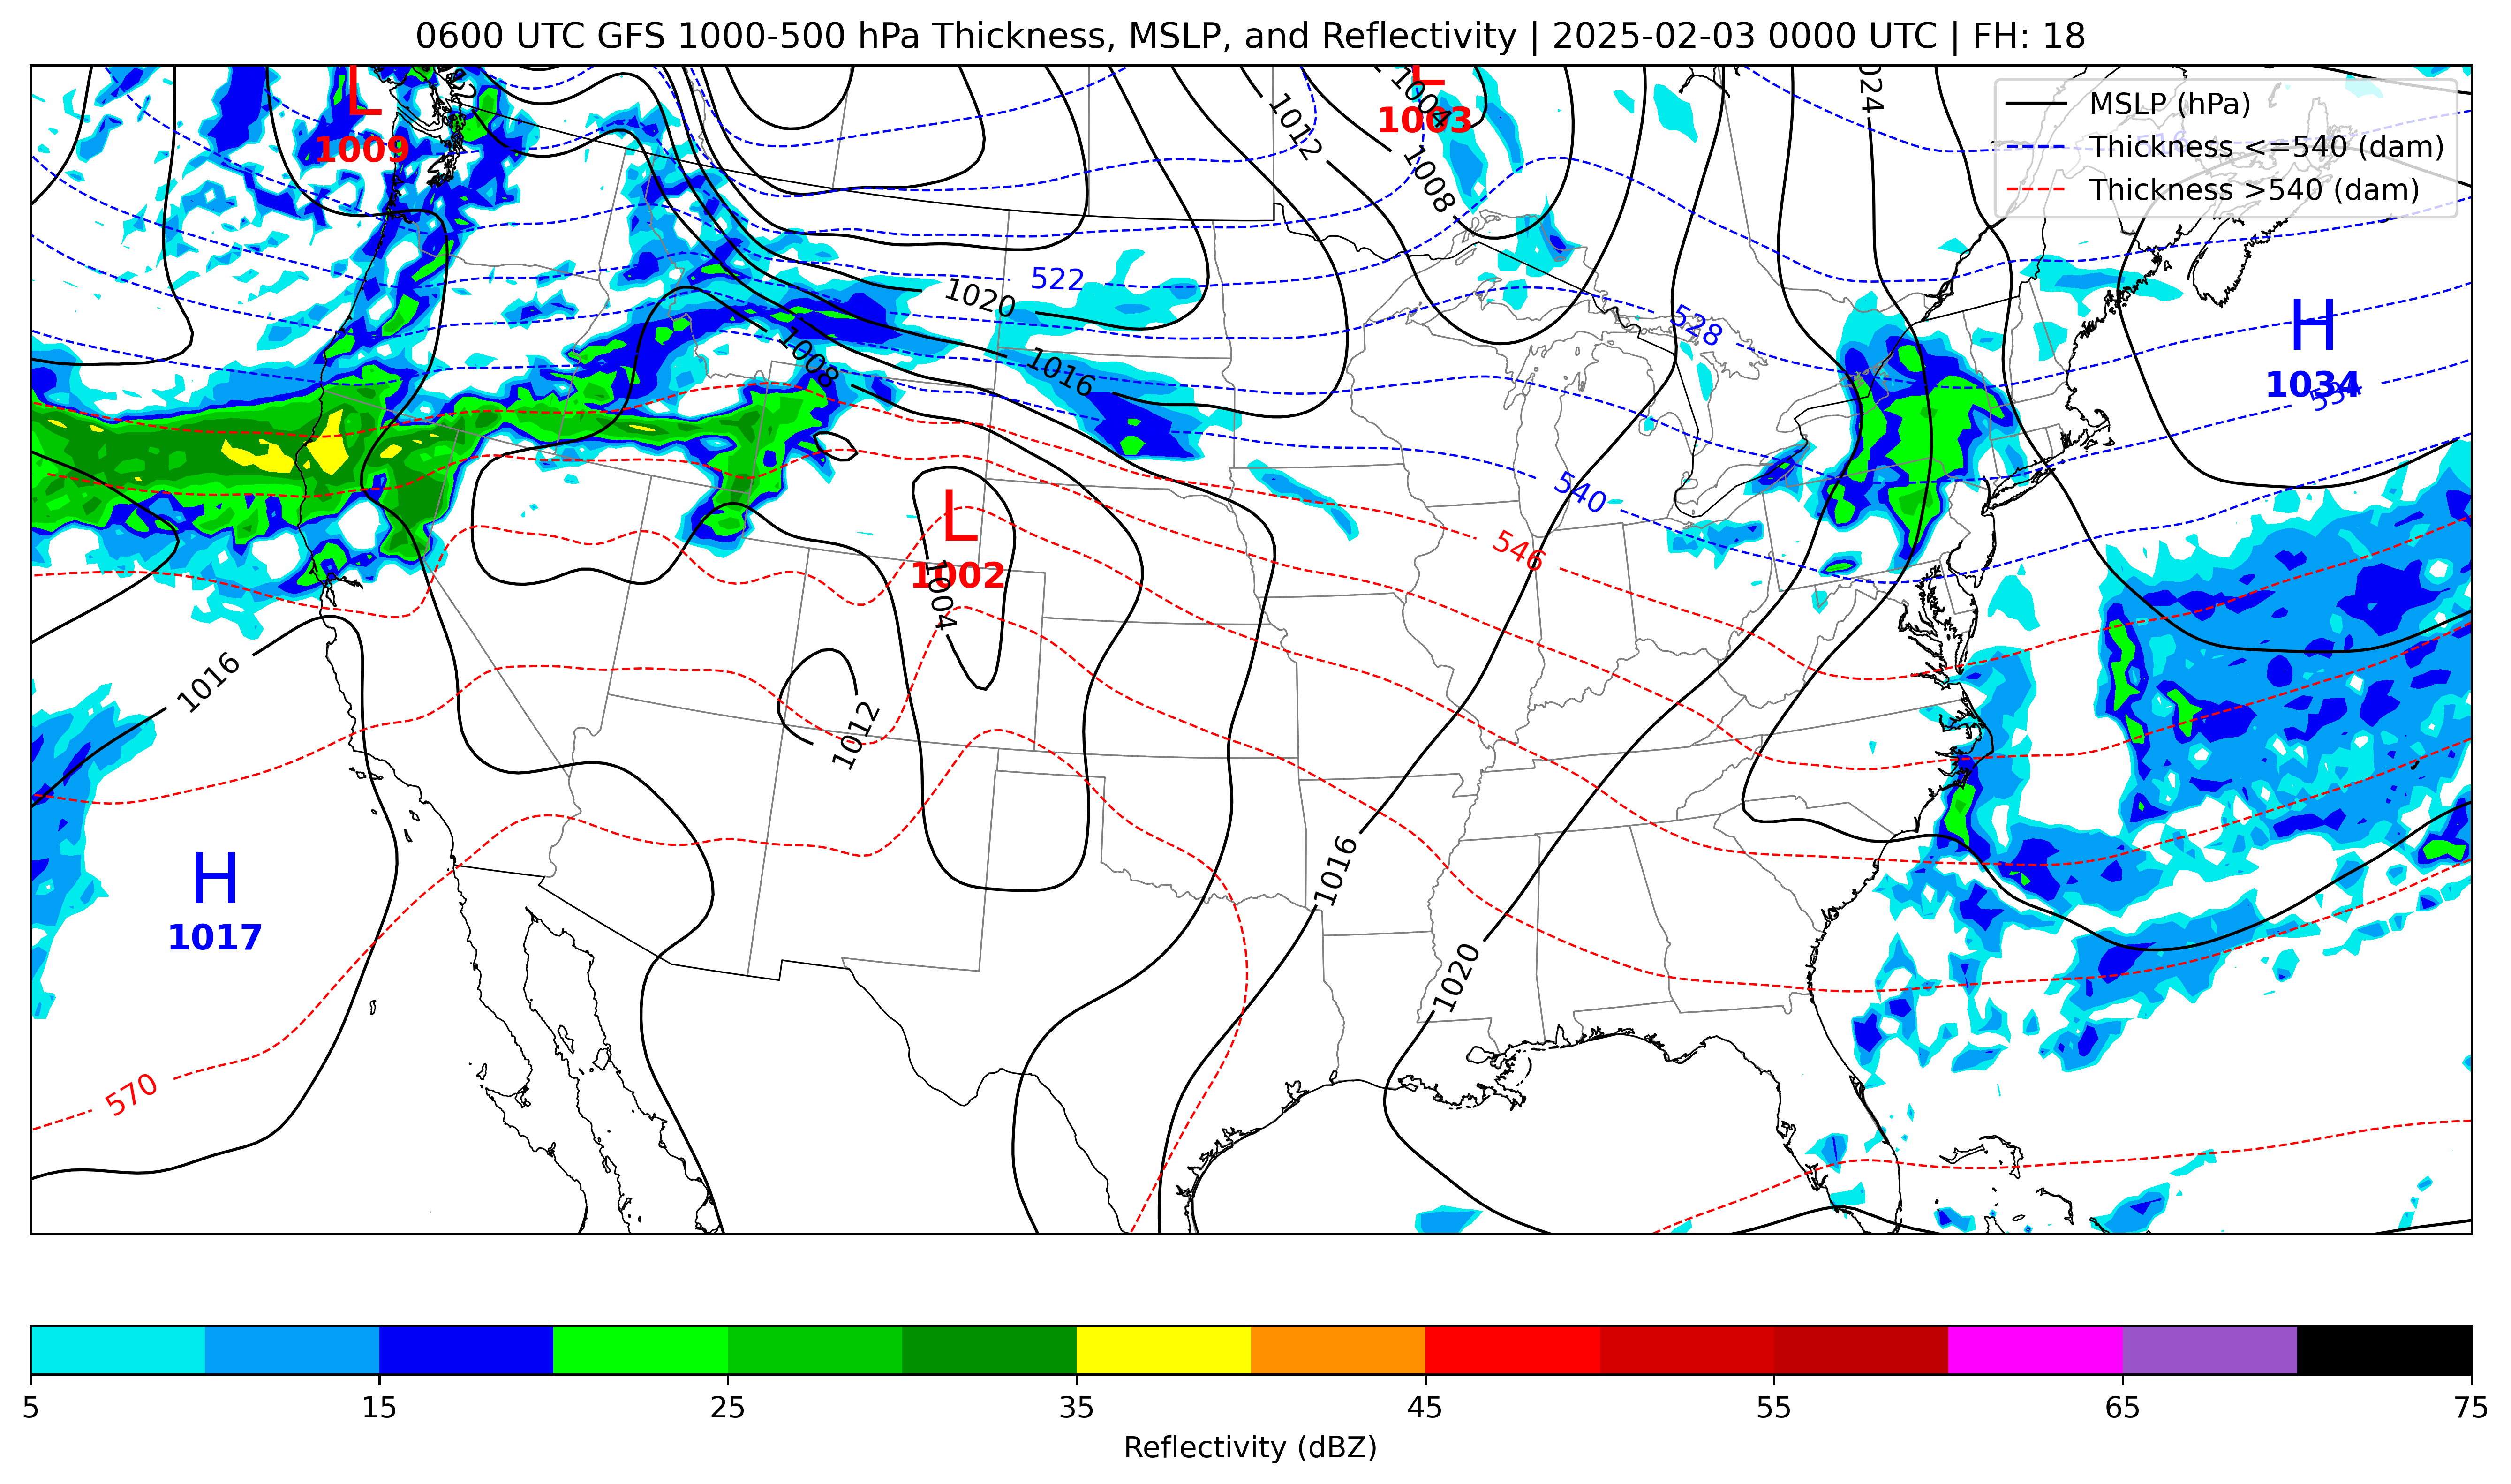 0600 UTC GFS 1000-500 hPa Thickness, MSLP, and Reflectivity | 2025-02-03 0000 UTC | FH: 18
MSLP (hPa)
Thickness <=540 (dam)
Thickness >540 (dam)
L
1009
L
1003
1004
1012
1008
1024
516
522
1020
528
H
1034
534
1008
1016
540
546
L
1002
1004
1016
1012
1016
H
1017
1020
570
5 15 25 35 45 55 65 75
Reflectivity (dBZ)